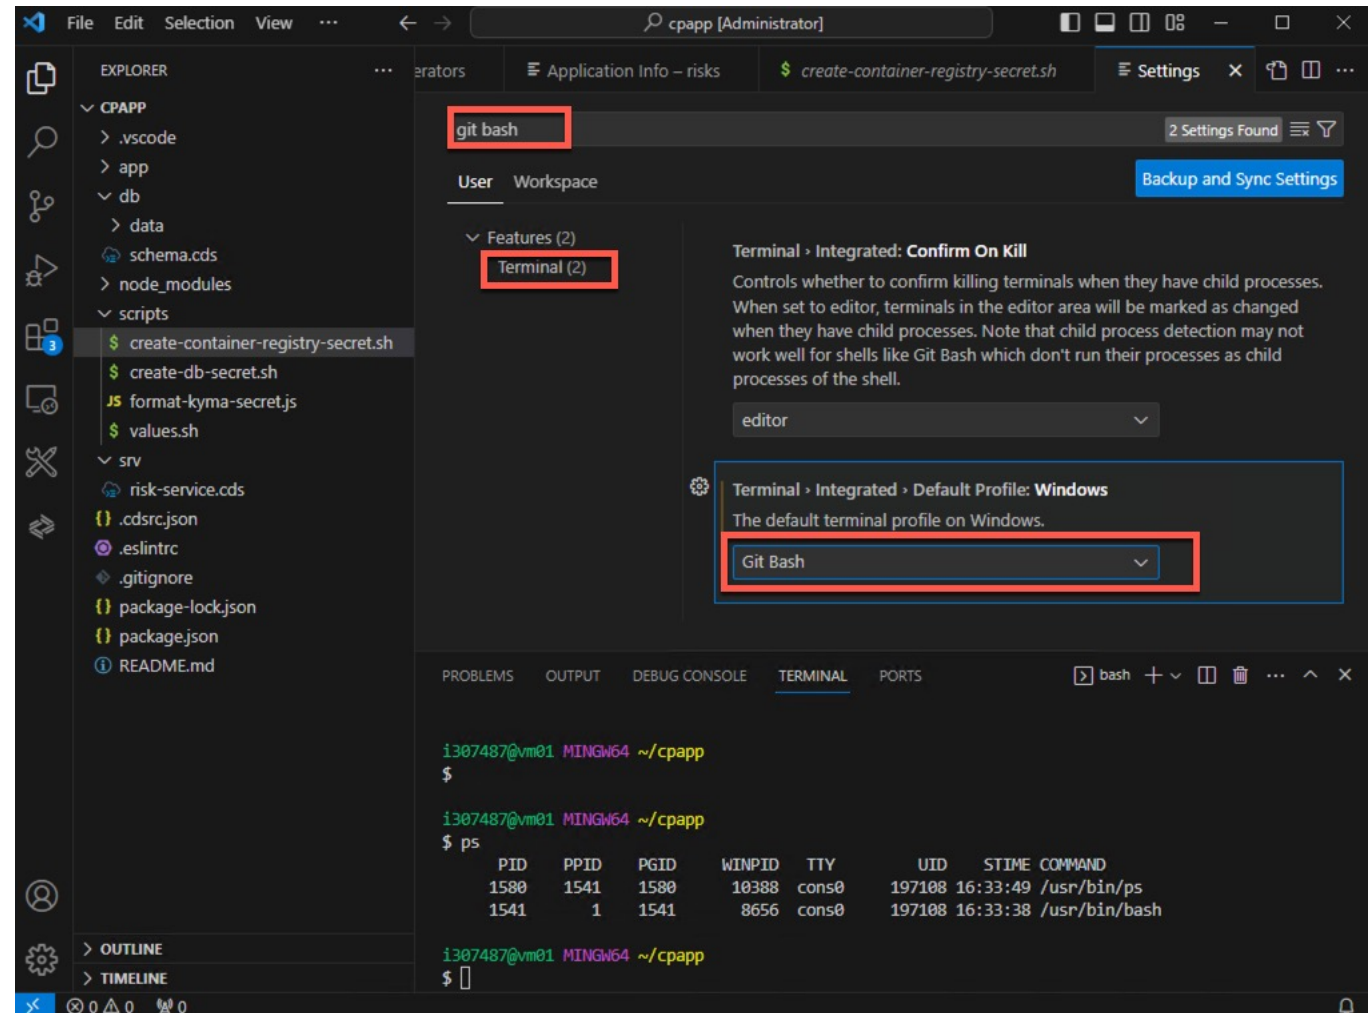 File Edit Selection View ··· cpapp [Administrator]
EXPLORER ···
erators Application Info – risks $ create-container-registry-secret.sh Settings
CPAPP
.vscode
app
db
data
schema.cds
node_modules
scripts
$ create-container-registry-secret.sh
$ create-db-secret.sh
JS format-kyma-secret.js
$ values.sh
srv
risk-service.cds
{} .cdsrc.json
.eslintrc
.gitignore
{} package-lock.json
{} package.json
README.md
OUTLINE
TIMELINE
3
git bash 2 Settings Found
User Workspace Backup and Sync Settings
Features (2)
Terminal (2)
Terminal › Integrated: Confirm On Kill
Controls whether to confirm killing terminals when they have child processes.
When set to editor, terminals in the editor area will be marked as changed
when they have child processes. Note that child process detection may not
work well for shells like Git Bash which don't run their processes as child
processes of the shell.
editor
Terminal › Integrated › Default Profile: Windows
The default terminal profile on Windows.
Git Bash
PROBLEMS OUTPUT DEBUG CONSOLE TERMINAL PORTS bash
i307487@vm01 MINGW64 ~/cpapp
$
i307487@vm01 MINGW64 ~/cpapp
$ ps
PID PPID PGID WINPID TTY UID STIME COMMAND
1580 1541 1580 10388 cons0 197108 16:33:49 /usr/bin/ps
1541 1 1541 8656 cons0 197108 16:33:38 /usr/bin/bash
i307487@vm01 MINGW64 ~/cpapp
$
0 0 0